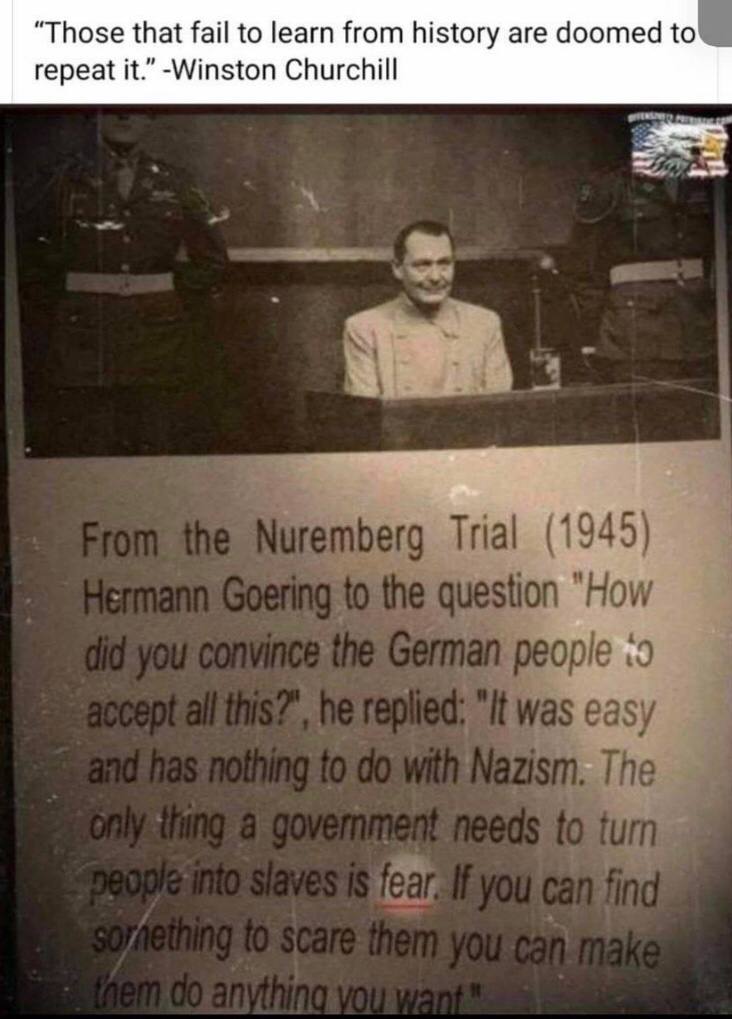 “Those that fail to learn from history are doomed to
repeat it.” -Winston Churchill
From the Nuremberg Trial (1945)
Hermann Goering to the question "How
did you convince the German people to
accept all this?", he replied: "It was easy
and has nothing to do with Nazism. The
only thing a government needs to turn
people into slaves is fear. If you can find
something to scare them you can make
them do anything you want"